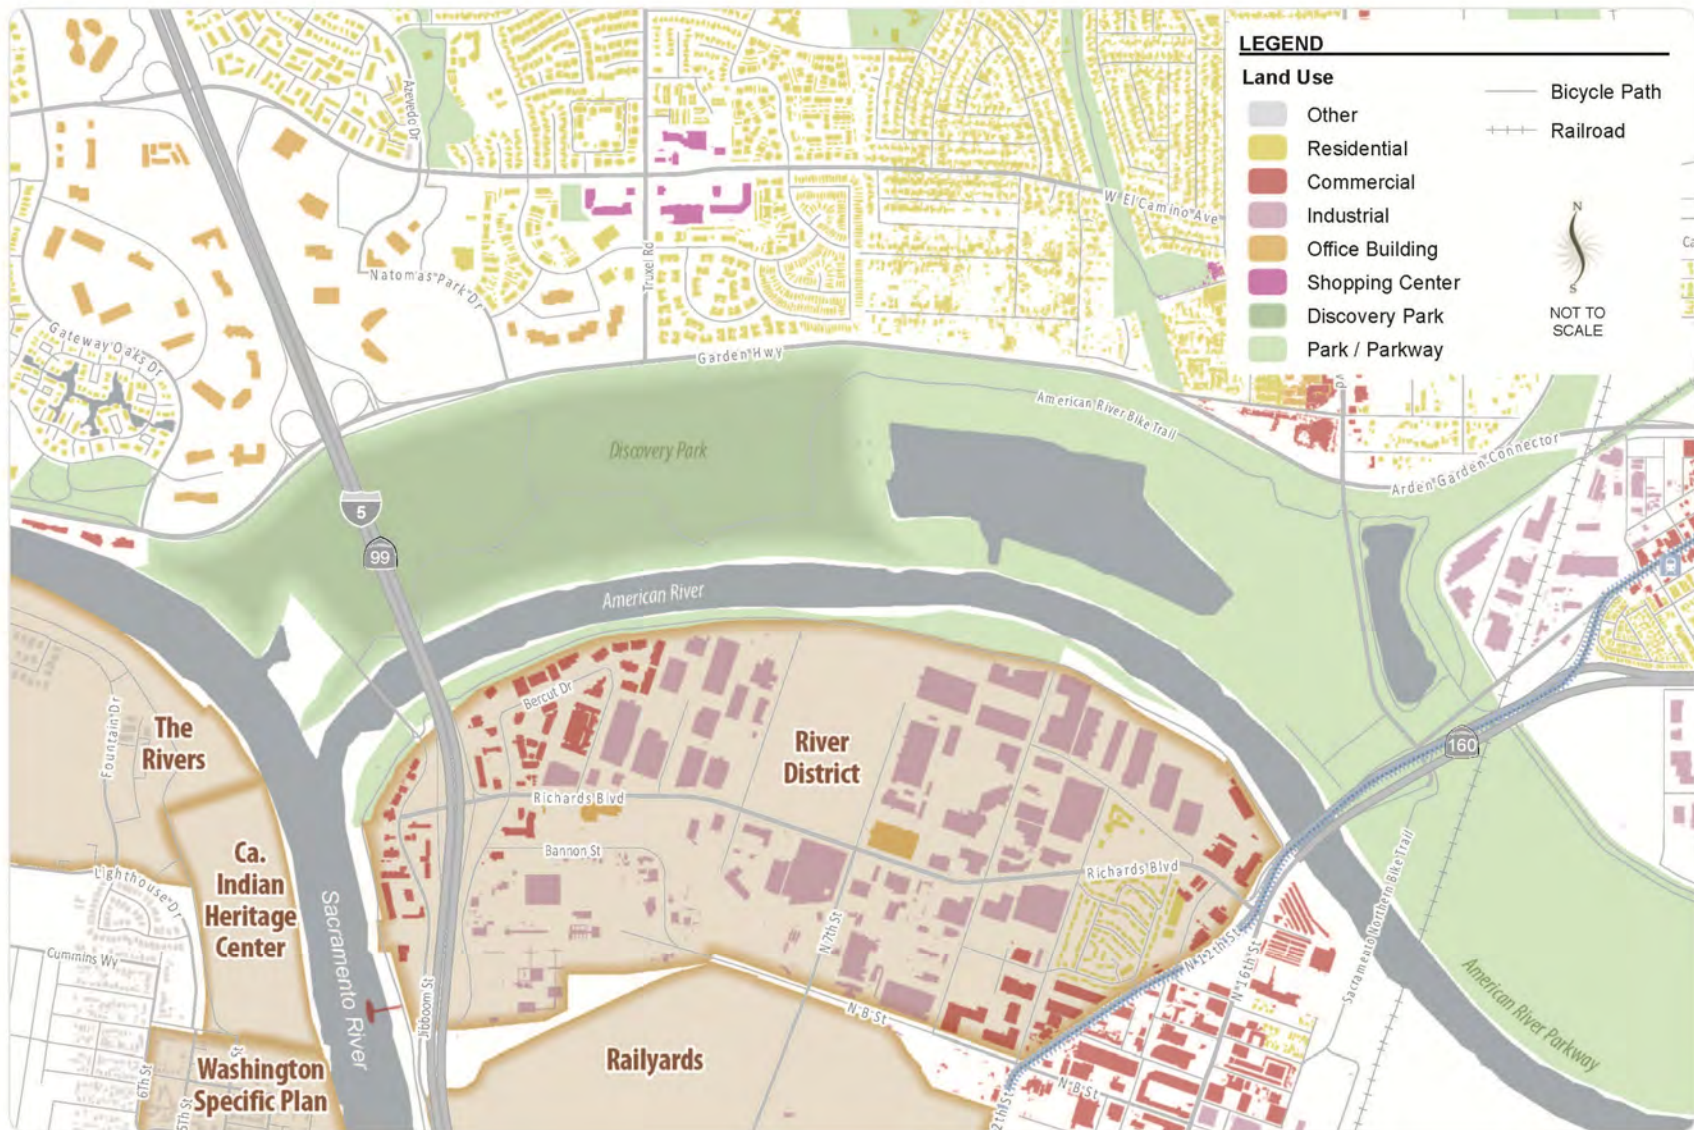 LEGEND
Land Use
Other
Residential
Commercial
Industrial
Office Building
Shopping Center
Discovery Park
Park / Parkway
Bicycle Path
Railroad
N
S
NOT TO
SCALE
Azevedo Dr
W El Camino Ave
Truxel Rd
Natomas Park Dr
Gateway Oaks Dr
Garden Hwy
American River Bike Trail
Discovery Park
Arden Garden Connector
5
99
American River
Bercut Dr
The
Rivers
Fountain Dr
River
District
160
Richards Blvd
Bannon St
Ca.
Indian
Heritage
Center
Lighthouse Dr
Richards Blvd
Sacramento River
N 7th St
Cummins Wy
N 12th St
N 16th St
Sacramento Northern Bike Trail
American River Parkway
Jibboom St
N B St
Railyards
Washington
Specific Plan
6Th St
5Th St
St
N B St
2th St